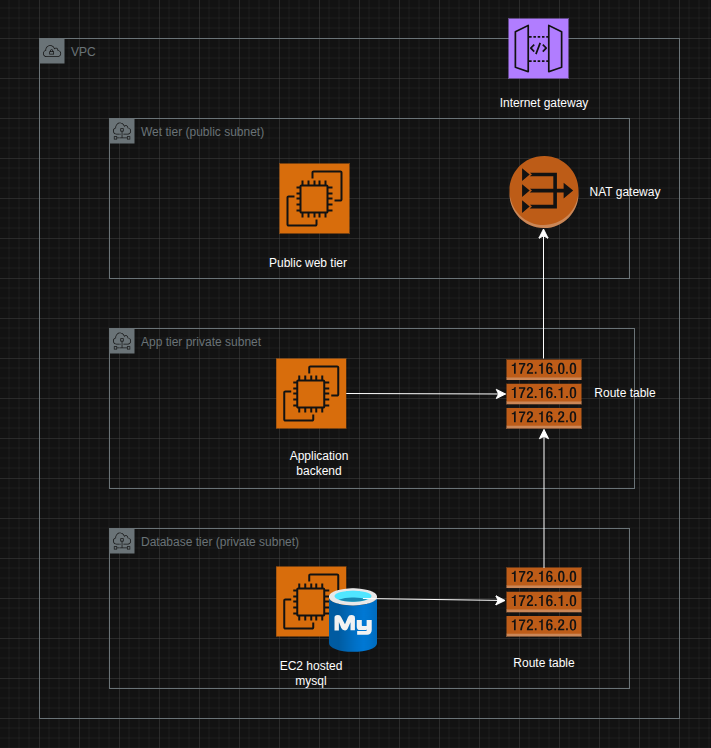 VPC
Internet gateway
Wet tier (public subnet)
NAT gateway
Public web tier
App tier private subnet
172.16.0.0
172.16.1.0
172.16.2.0
Route table
Application
backend
Database tier (private subnet)
My
172.16.0.0
172.16.1.0
172.16.2.0
EC2 hosted
mysql
Route table